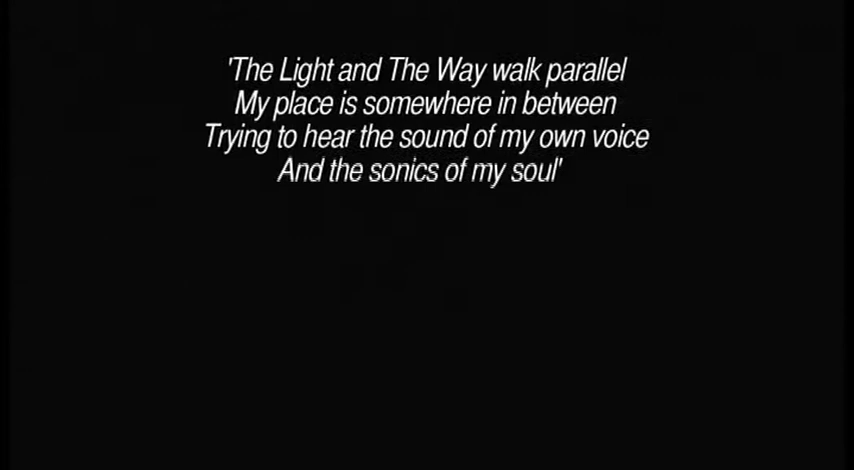 'The Light and The Way walk parallel
My place is somewhere in between
Trying to hear the sound of my own voice
And the sonics of my soul'